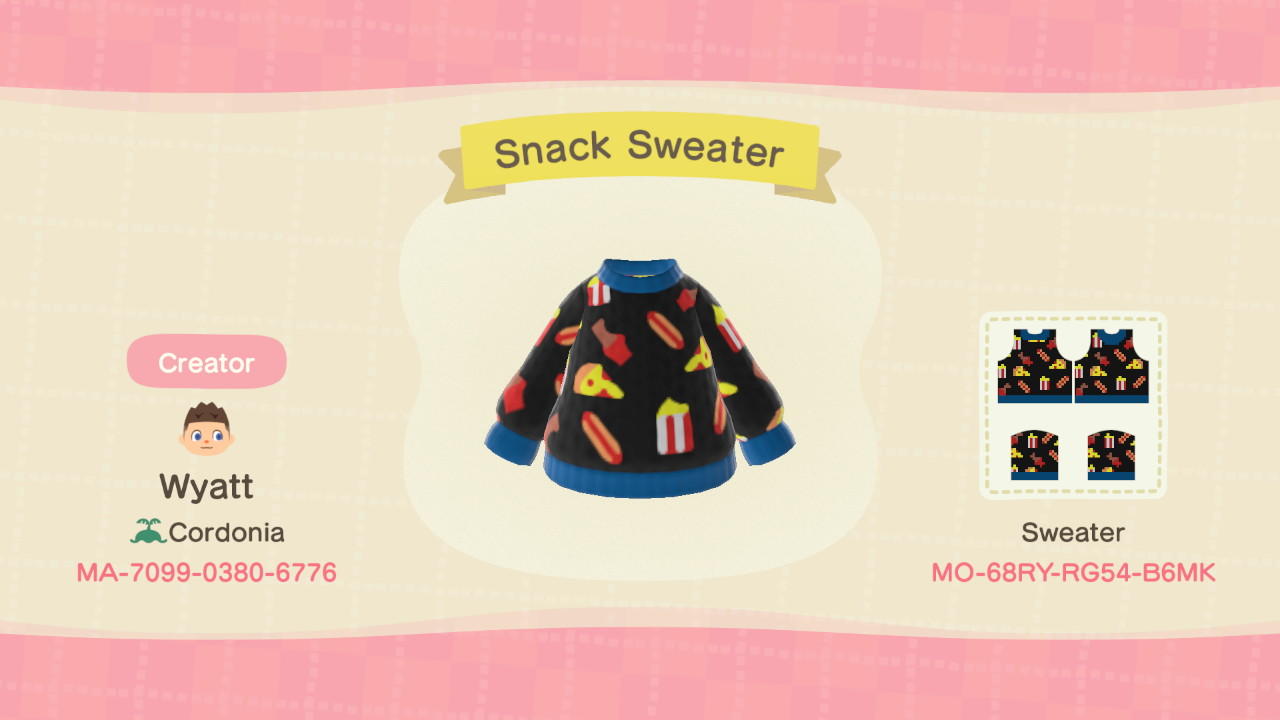 Snack Sweater
Creator
Wyatt
Cordonia
MA-7099-0380-6776
Sweater
MO-68RY-RG54-B6MK